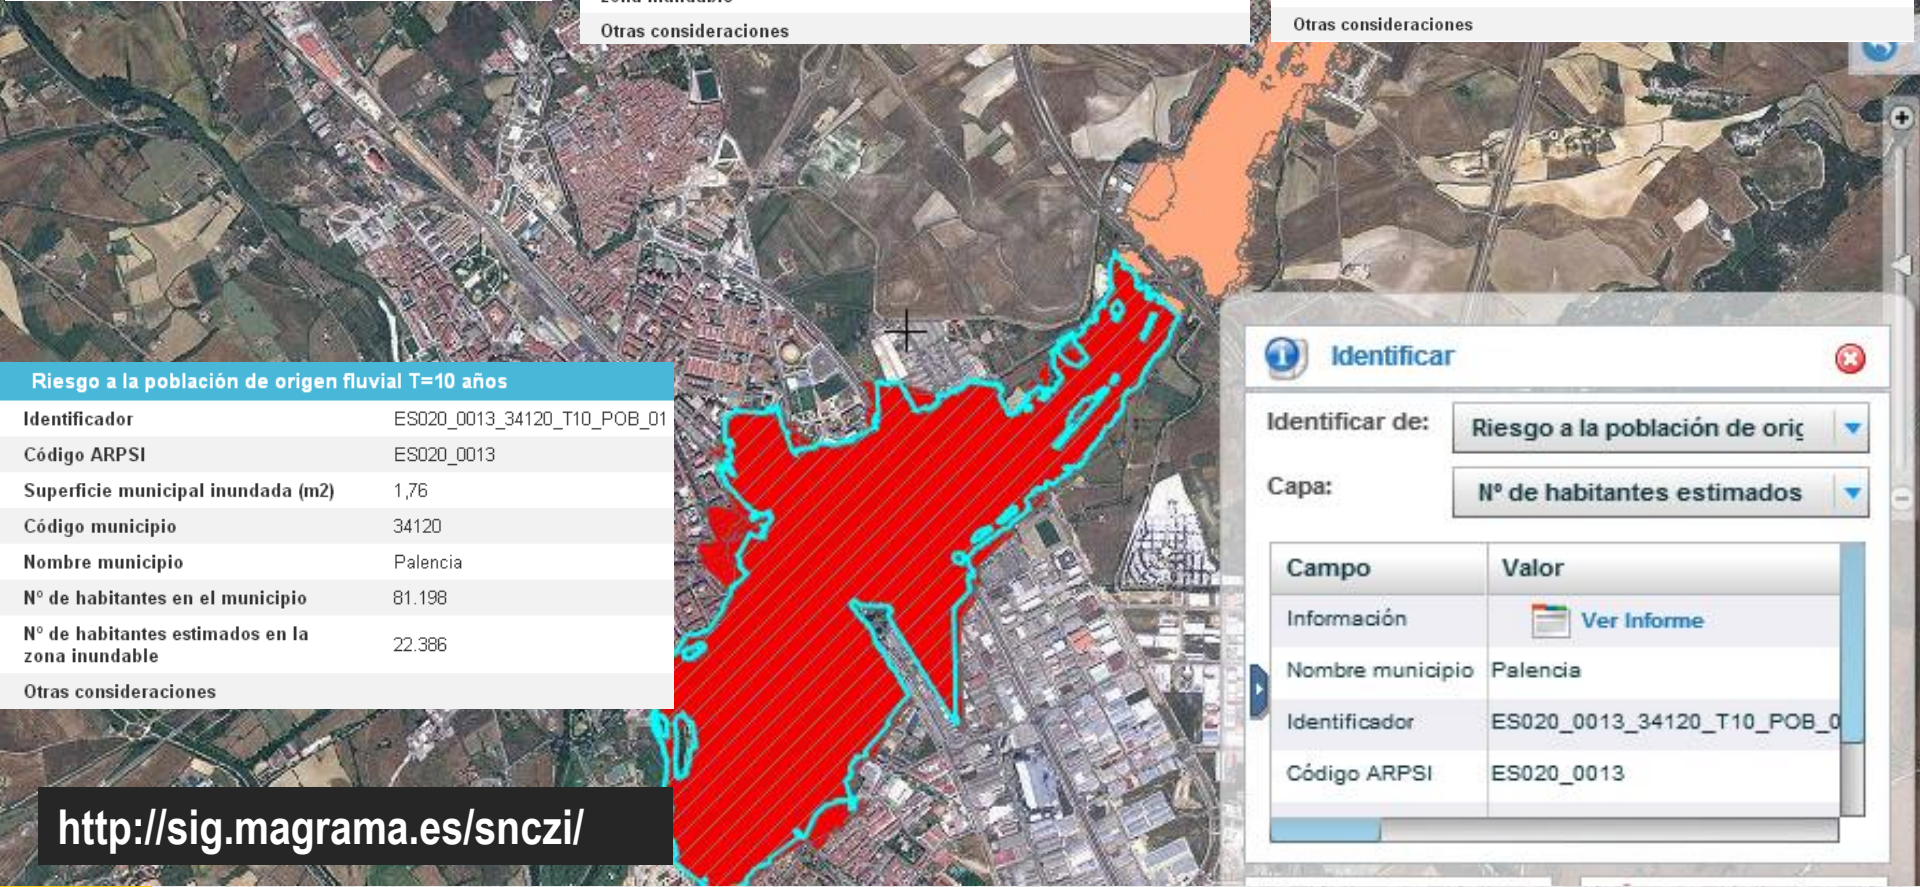 Otras consideraciones
Otras consideraciones
Riesgo a la población de origen fluvial T=10 años
Identificador ES020_0013_34120_T10_POB_01
Código ARPSI ES020_0013
Superficie municipal inundada (m2) 1,76
Código municipio 34120
Nombre municipio Palencia
Nº de habitantes en el municipio 81.198
Nº de habitantes estimados en la
zona inundable 22.386
Otras consideraciones
http://sig.magrama.es/snczi/
Identificar
Identificar de: Riesgo a la población de orig
Capa: Nº de habitantes estimados
Campo Valor
Información Ver Informe
Nombre municipio Palencia
Identificador ES020_0013_34120_T10_POB_0
Código ARPSI ES020_0013